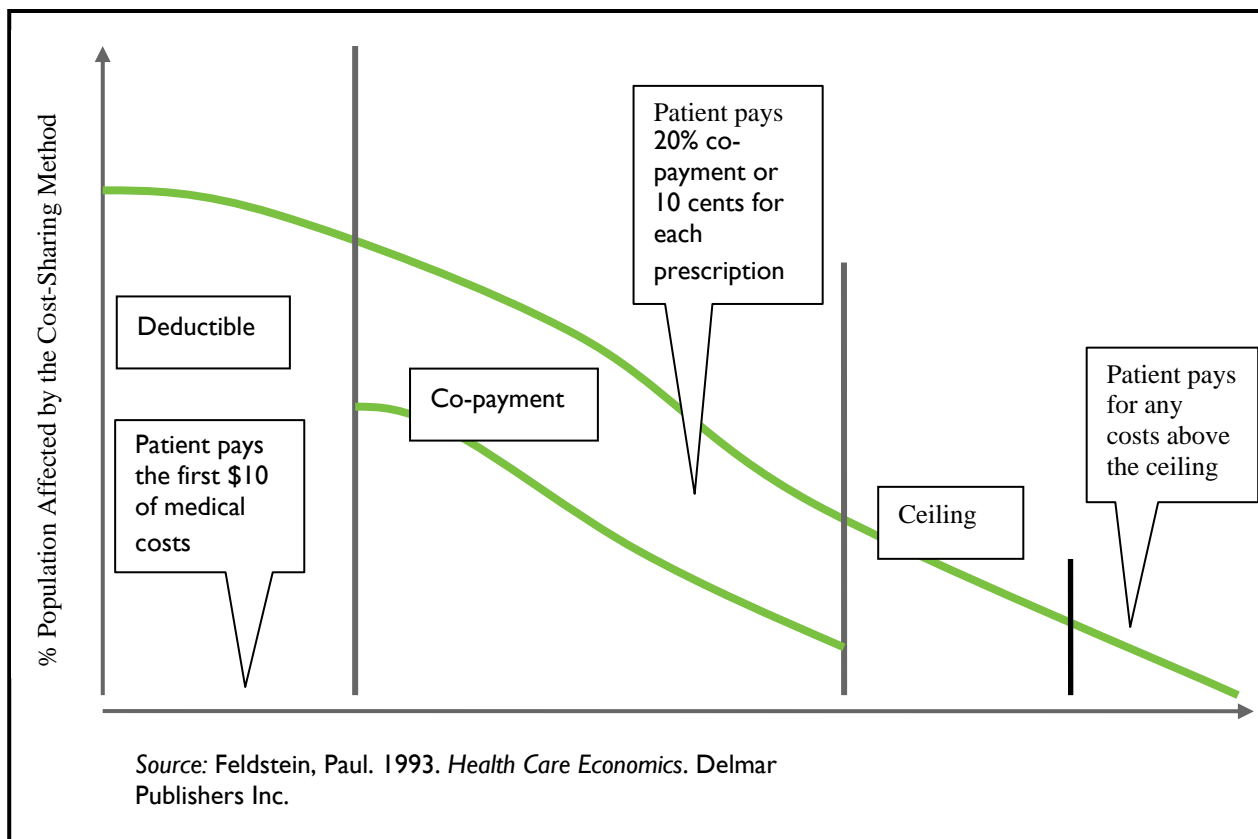 % Population Affected by the Cost-Sharing Method
Deductible
Patient pays
the first $10
of medical
costs
Co-payment
Patient pays
20% co-
payment or
10 cents for
each
prescription
Ceiling
Patient pays
for any
costs above
the ceiling
Source: Feldstein, Paul. 1993. Health Care Economics. Delmar
Publishers Inc.